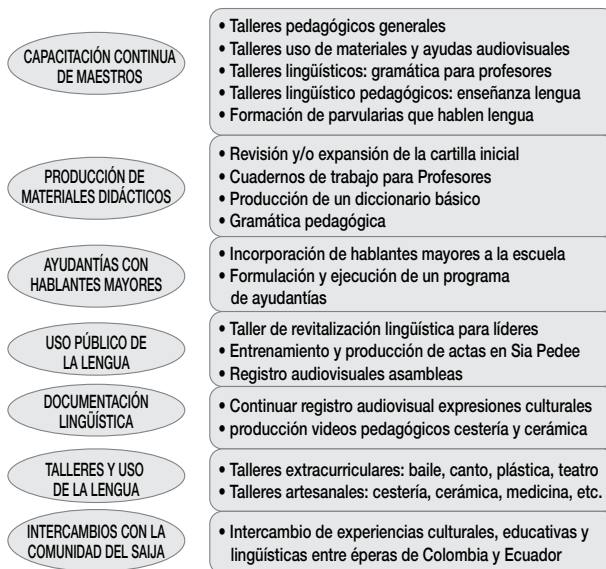 CAPACITACIÓN CONTINUA
DE MAESTROS
• Talleres pedagógicos generales
• Talleres uso de materiales y ayudas audiovisuales
• Talleres lingüísticos: gramática para profesores
• Talleres lingüístico pedagógicos: enseñanza lengua
• Formación de parvularias que hablen lengua
PRODUCCIÓN DE
MATERIALES DIDÁCTICOS
• Revisión y/o expansión de la cartilla inicial
• Cuadernos de trabajo para Profesores
• Producción de un diccionario básico
• Gramática pedagógica
AYUDANTÍAS CON
HABLANTES MAYORES
• Incorporación de hablantes mayores a la escuela
• Formulación y ejecución de un programa
de ayudantías
USO PÚBLICO DE
LA LENGUA
• Taller de revitalización lingüística para líderes
• Entrenamiento y producción de actas en Sia Pedee
• Registro audiovisuales asambleas
DOCUMENTACIÓN
LINGÜÍSTICA
• Continuar registro audiovisual expresiones culturales
• producción videos pedagógicos cestería y cerámica
TALLERES Y USO
DE LA LENGUA
• Talleres extracurriculares: baile, canto, plástica, teatro
• Talleres artesanales: cestería, cerámica, medicina, etc.
INTERCAMBIOS CON LA
COMUNIDAD DEL SAIJA
• Intercambio de experiencias culturales, educativas y
lingüísticas entre éperas de Colombia y Ecuador